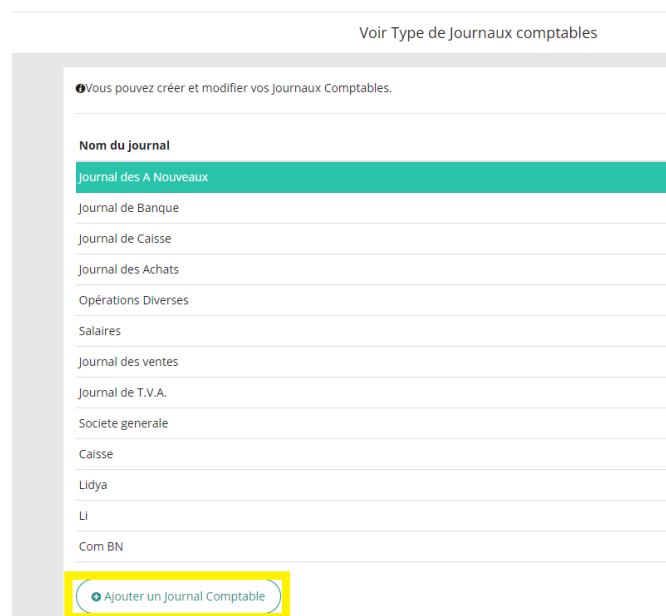 Voir Type de Journaux comptables
Vous pouvez créer et modifier vos Journaux Comptables.
Nom du journal
Journal des A Nouveaux
Journal de Banque
Journal de Caisse
Journal des Achats
Opérations Diverses
Salaires
Journal des ventes
Journal de T.V.A.
Societe generale
Caisse
Lidya
Li
Com BN
Ajouter un Journal Comptable